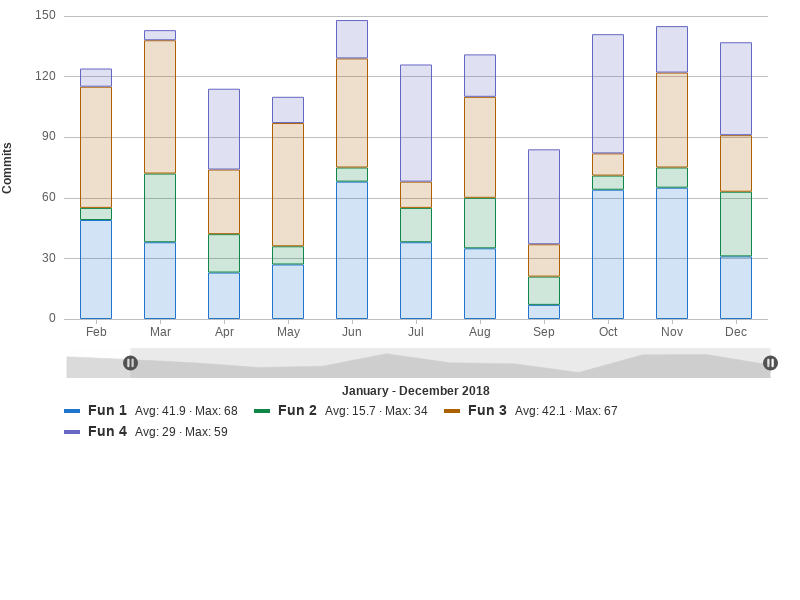 150
120
90
60
30
0
Commits
Feb Mar Apr May Jun Jul Aug Sep Oct Nov Dec
January - December 2018
Fun 1 Avg: 41.9 · Max: 68 Fun 2 Avg: 15.7 · Max: 34 Fun 3 Avg: 42.1 · Max: 67
Fun 4 Avg: 29 · Max: 59